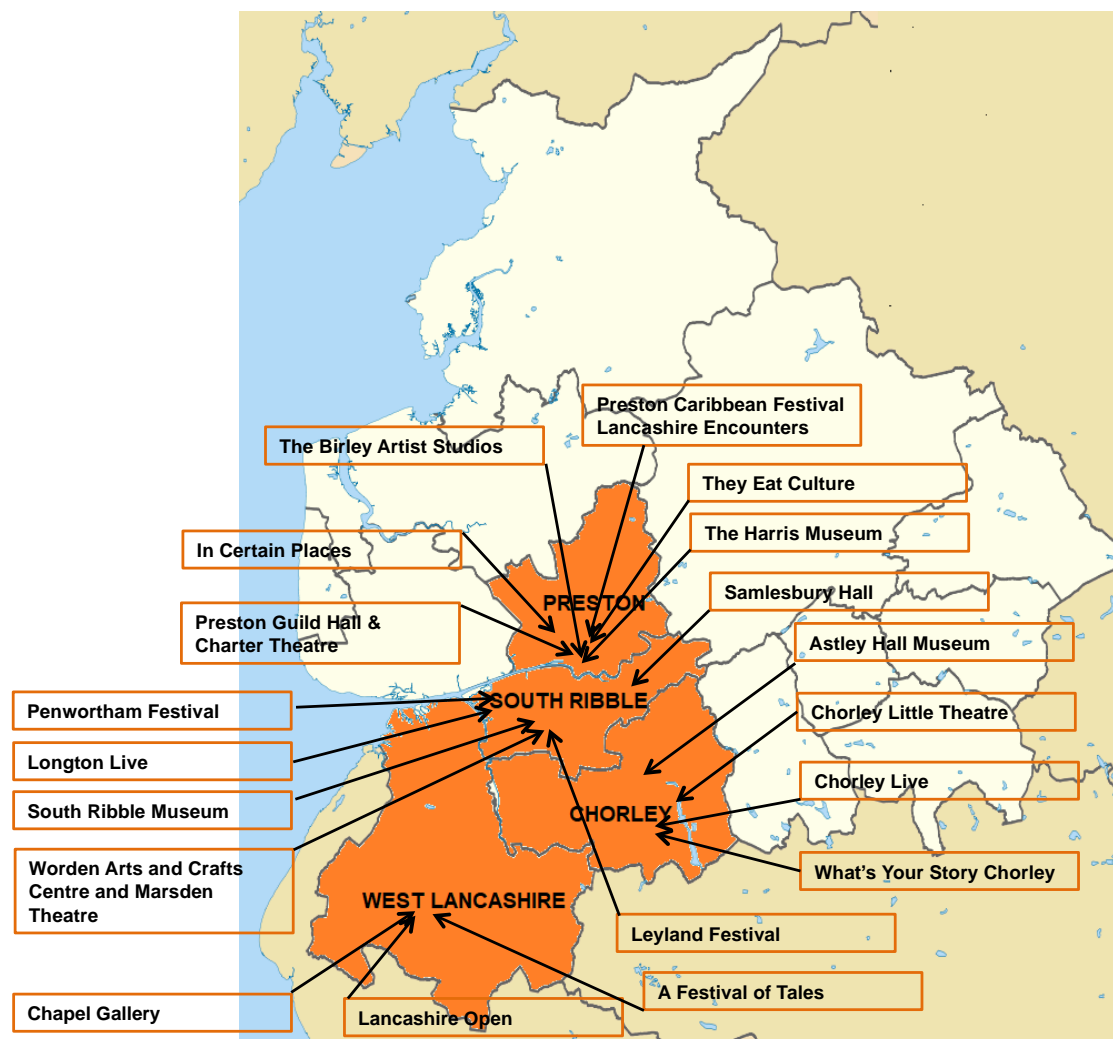 Preston Caribbean Festival
Lancashire Encounters
The Birley Artist Studios
They Eat Culture
The Harris Museum
In Certain Places
Samlesbury Hall
PRESTON
Preston Guild Hall &
Charter Theatre
Astley Hall Museum
SOUTH RIBBLE
Penwortham Festival
Chorley Little Theatre
Longton Live
Chorley Live
South Ribble Museum
CHORLEY
Worden Arts and Crafts
Centre and Marsden
Theatre
What's Your Story Chorley
WEST LANCASHIRE
Leyland Festival
A Festival of Tales
Chapel Gallery
Lancashire Open